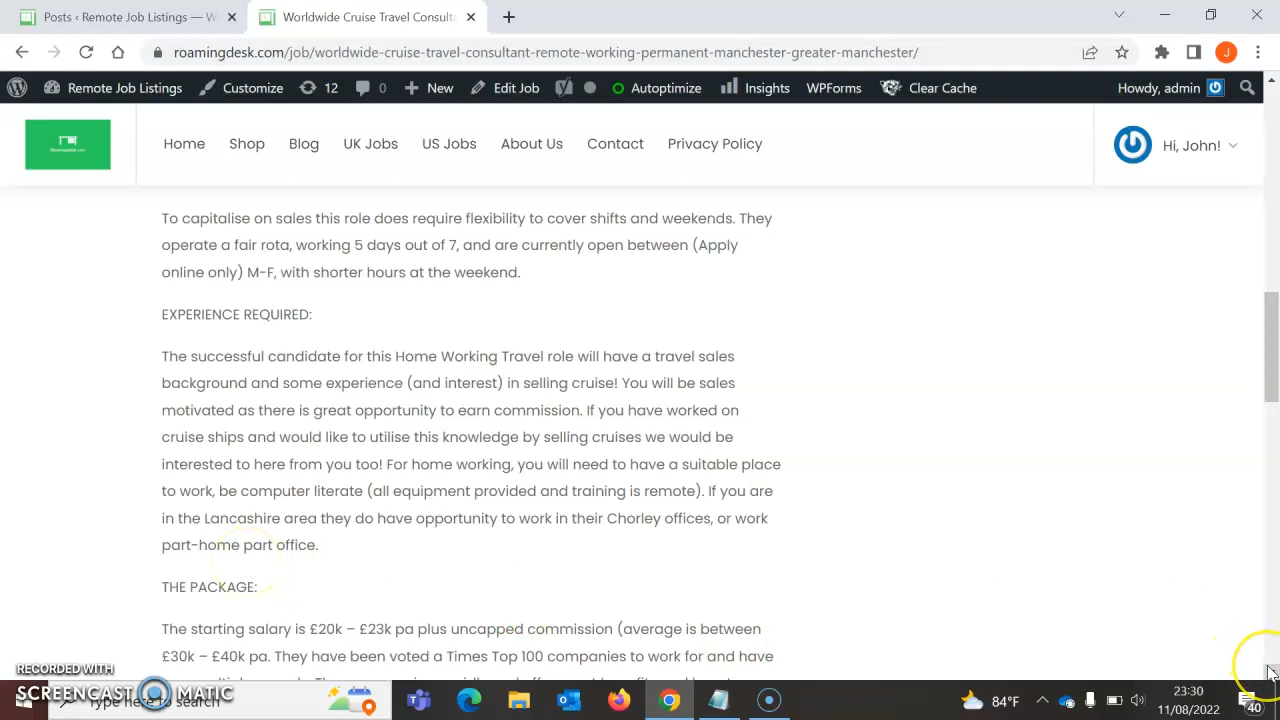 Posts ‹ Remote Job Listings — W
Worldwide Cruise Travel Consulta
roamingdesk.com/job/worldwide-cruise-travel-consultant-remote-working-permanent-manchester-greater-manchester/
Remote Job Listings
Customize
12
0
New
Edit Job
Autoptimize
Insights
WPForms
Clear Cache
Howdy, admin
Home
Shop
Blog
UK Jobs
US Jobs
About Us
Contact
Privacy Policy
Hi, John!
To capitalise on sales this role does require flexibility to cover shifts and weekends. They
operate a fair rota, working 5 days out of 7, and are currently open between (Apply
online only) M-F, with shorter hours at the weekend.
EXPERIENCE REQUIRED:
The successful candidate for this Home Working Travel role will have a travel sales
background and some experience (and interest) in selling cruise! You will be sales
motivated as there is great opportunity to earn commission. If you have worked on
cruise ships and would like to utilise this knowledge by selling cruises we would be
interested to here from you too! For home working, you will need to have a suitable place
to work, be computer literate (all equipment provided and training is remote). If you are
in the Lancashire area they do have opportunity to work in their Chorley offices, or work
part-home part office.
THE PACKAGE:
The starting salary is £20k – £23k pa plus uncapped commission (average is between
£30k – £40k pa. They have been voted a Times Top 100 companies to work for and have
RECORDED WITH
SCREENCAST MATIC
Type here to search
84°F
23:30
11/08/2022
40